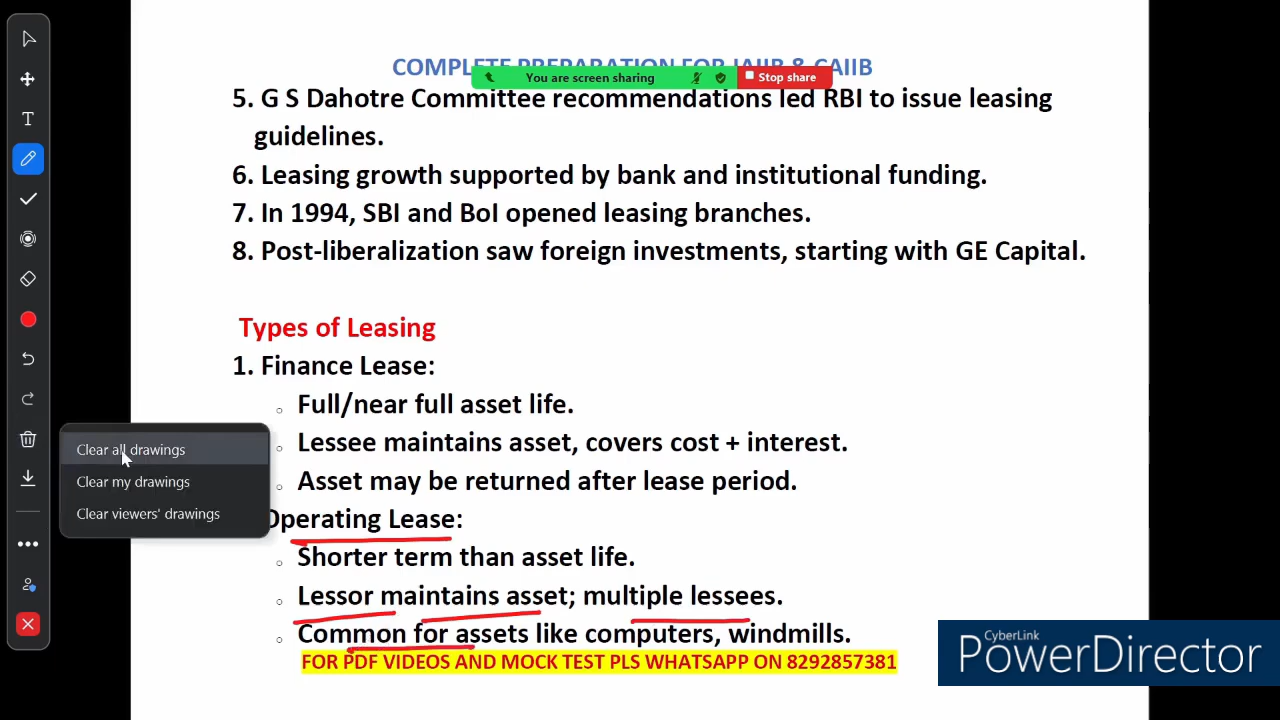 COMPLETE PREPARATION FOR JAIIB & CAIIB
You are screen sharing
Stop share
5. G S Dahotre Committee recommendations led RBI to issue leasing
guidelines.
6. Leasing growth supported by bank and institutional funding.
7. In 1994, SBI and BoI opened leasing branches.
8. Post-liberalization saw foreign investments, starting with GE Capital.
Types of Leasing
1. Finance Lease:
Full/near full asset life.
Lessee maintains asset, covers cost + interest.
Asset may be returned after lease period.
Operating Lease:
Shorter term than asset life.
Lessor maintains asset; multiple lessees.
Common for assets like computers, windmills.
FOR PDF VIDEOS AND MOCK TEST PLS WHATSAPP ON 8292857381
T
Clear all drawings
Clear my drawings
Clear viewers' drawings
CyberLink
PowerDirector